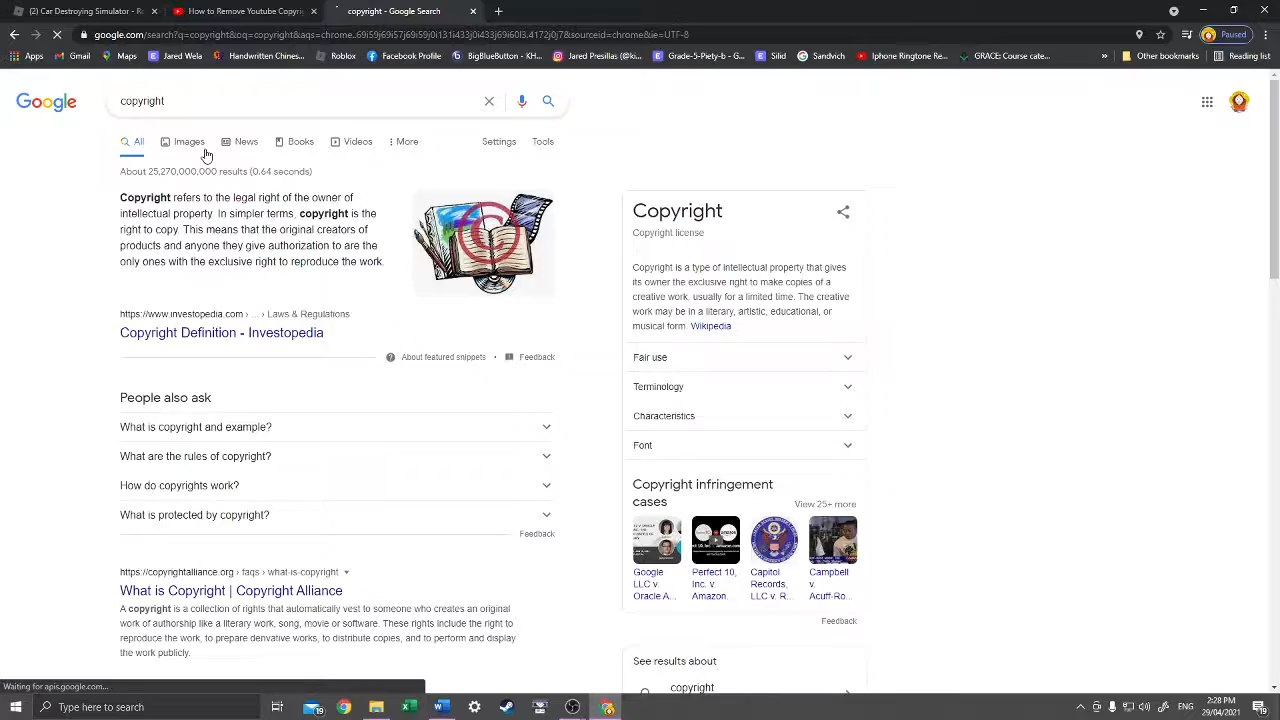 (2) Car Destroying Simulator - Ro
How to Remove Youtube Copyrig
copyright - Google Search
google.com/search?q=copyright&oq=copyright&aqs=chrome..69i59j69i57j69i59j0i131i433j0i433j69i60l3.4172j0j7&sourceid=chrome&ie=UTF-8
Paused
Apps
Gmail
Maps
Jared Wela
Handwritten Chines...
Roblox
Facebook Profile
BigBlueButton - KH...
Jared Presillas (@ki...
Grade-5-Piety-b - G...
Slid
Sandvich
Iphone Ringtone Re...
GRACE Course cate...
»
Reading list
Google
copyright
All
Images
News
Books
Videos
More
Settings
Tools
About 25,270,000,000 results (0.64 seconds)
Copyright refers to the legal right of the owner of
intellectual property. In simpler terms, copyright is the
right to copy. This means that the original creators of
products and anyone they give authorization to are the
only ones with the exclusive right to reproduce the work.
https://www.investopedia.com › ... › Laws & Regulations
Copyright Definition - Investopedia
About featured snippets
•
Feedback
People also ask
What is copyright and example?
What are the rules of copyright?
How do copyrights work?
What is protected by copyright?
Feedback
https://copyrightalliance.org › faqs › what-is-copyright
What is Copyright | Copyright Alliance
A copyright is a collection of rights that automatically vest to someone who creates an original
work of authorship like a literary work, song, movie or software. These rights include the right to
reproduce the work, to prepare derivative works, to distribute copies, and to perform and display
the work publicly.
Copyright
Copyright license
Copyright is a type of intellectual property that gives
its owner the exclusive right to make copies of a
creative work, usually for a limited time. The creative
work may be in a literary, artistic, educational, or
musical form. Wikipedia
Fair use
Terminology
Characteristics
Font
Copyright infringement
cases
View 25+ more
Google
LLC v.
Oracle A...
Perfect 10,
Inc. v.
Amazon.
Capitol
Records,
LLC v. R...
Campbell
v.
Acuff-Ro...
Feedback
See results about
copyright
Waiting for apis.google.com...
Type here to search
ENG
2:28 PM
29/04/2021